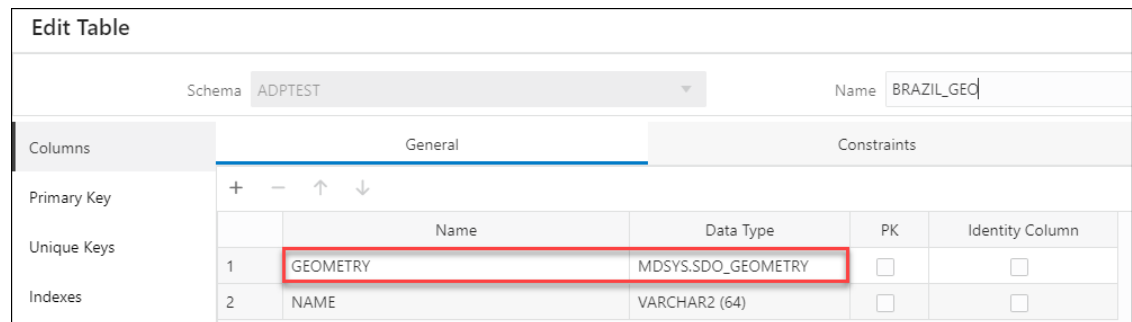 Edit Table
Schema ADPTEST Name BRAZIL_GEO
Columns General Constraints
Primary Key
Name Data Type PK Identity Column
Unique Keys
1 GEOMETRY MDSYS.SDO_GEOMETRY
Indexes 2 NAME VARCHAR2 (64)